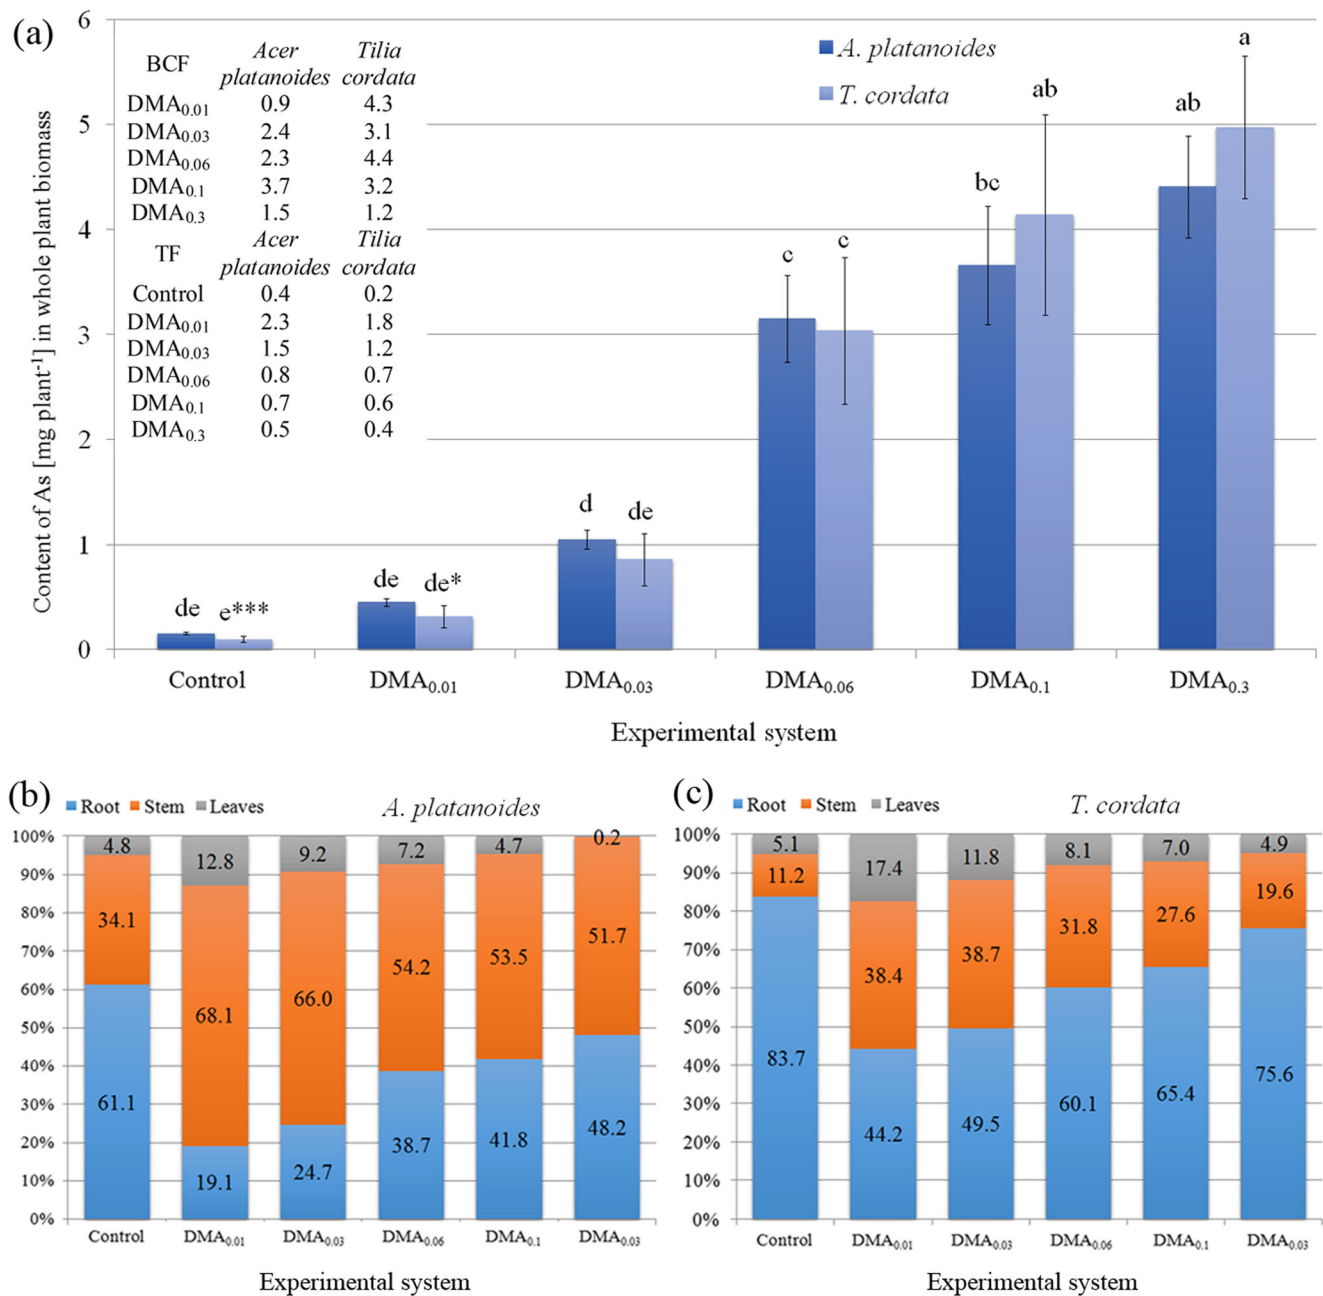 (a)
6
5
4
3
2
1
0
Content of As [mg plant-1] in whole plant biomass
BCF Acer platanoides Tilia cordata
DMA0.01 0.9 4.3
DMA0.03 2.4 3.1
DMA0.06 2.3 4.4
DMA0.1 3.7 3.2
DMA0.3 1.5 1.2
TF Acer platanoides Tilia cordata
Control 0.4 0.2
DMA0.01 2.3 1.8
DMA0.03 1.5 1.2
DMA0.06 0.8 0.7
DMA0.1 0.7 0.6
DMA0.3 0.5 0.4
A. platanoides
T. cordata
de e*** de de* d de c c bc ab ab a
Control DMA0.01 DMA0.03 DMA0.06 DMA0.1 DMA0.3
Experimental system
(b)
Root Stem Leaves
A. platanoides
100%
90%
80%
70%
60%
50%
40%
30%
20%
10%
0%
4.8 12.8 9.2 7.2 4.7 0.2
34.1 68.1 66.0 54.2 53.5 51.7
61.1 19.1 24.7 38.7 41.8 48.2
Control DMA0.01 DMA0.03 DMA0.06 DMA0.1 DMA0.03
Experimental system
(c)
Root Stem Leaves
T. cordata
100%
90%
80%
70%
60%
50%
40%
30%
20%
10%
0%
5.1 17.4 11.8 8.1 7.0 4.9
11.2 38.4 38.7 31.8 27.6 19.6
83.7 44.2 49.5 60.1 65.4 75.6
Control DMA0.01 DMA0.03 DMA0.06 DMA0.1 DMA0.03
Experimental system